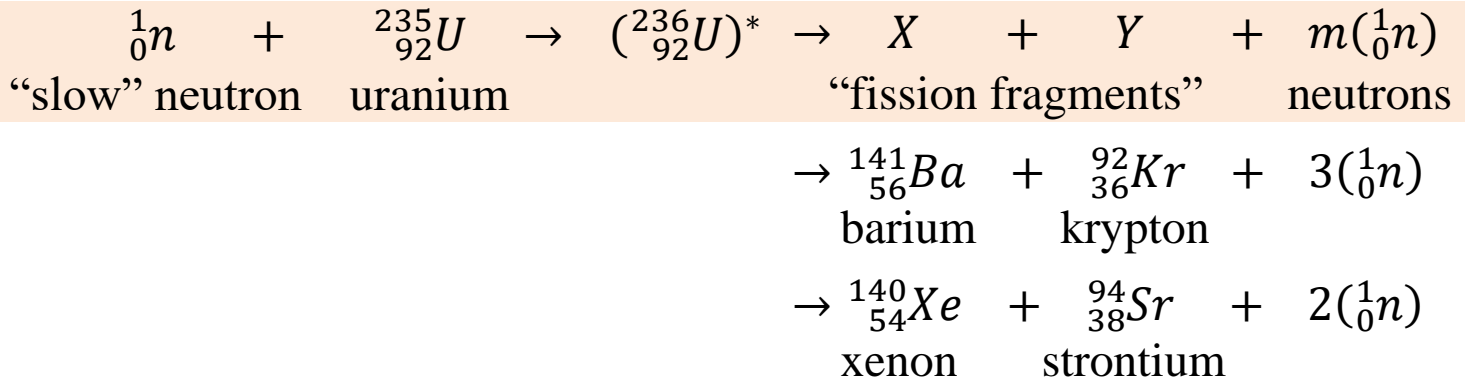 ¹₀n + ²³⁵₉₂U → (²³⁶₉₂U)* → X + Y + m(¹₀n)
“slow” neutron uranium “fission fragments” neutrons
→ ¹⁴¹₅₆Ba + ⁹²₃₆Kr + 3(¹₀n)
barium krypton
→ ¹⁴⁰₅₄Xe + ⁹⁴₃₈Sr + 2(¹₀n)
xenon strontium